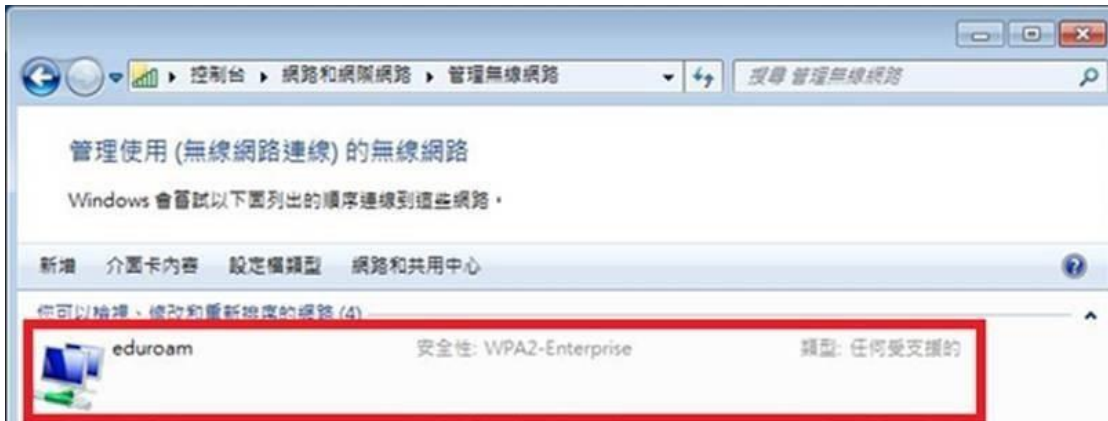 控制台 ▸ 網路和網際網路 ▸ 管理無線網路
搜尋 管理無線網路
管理使用 (無線網路連線) 的無線網路
Windows 會嘗試以下面列出的順序連線到這些網路。
新增 介面卡內容 設定檔類型 網路和共用中心
你可以檢視、修改和重新排序的網路 (4)
eduroam 安全性: WPA2-Enterprise 類型: 任何受支援的